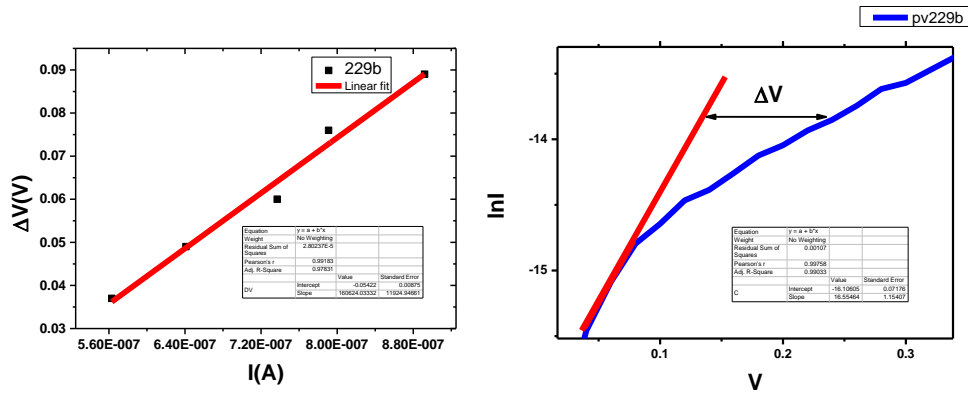 pv229b
229b
Linear fit
0.09
0.08
0.07
0.06
0.05
0.04
0.03
ΔV(V)
Equation y = a + b*x
Weight No Weighting
Residual Sum of Squares 2.80237E-5
Pearson's r 0.99183
Adj. R-Square 0.97831
Value Standard Error
DV Intercept -0.05422 0.00875
Slope 160624.03332 11924.94661
5.60E-007 6.40E-007 7.20E-007 8.00E-007 8.80E-007
I(A)
ΔV
-14
-15
lnI
Equation y = a + b*x
Weight No Weighting
Residual Sum of Squares 0.00107
Pearson's r 0.99758
Adj. R-Square 0.99033
Value Standard Error
C Intercept -16.10605 0.07176
Slope 16.55464 1.15407
0.1 0.2 0.3
V